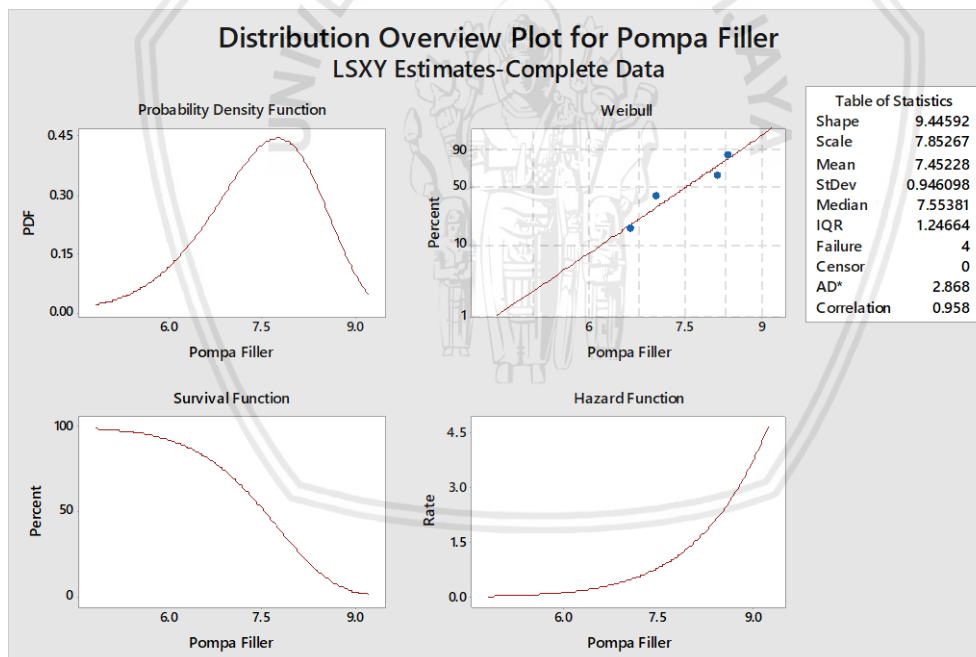 Distribution Overview Plot for Pompa Filler
LSXY Estimates-Complete Data
Probability Density Function
0.45
0.30
0.15
0.00
PDF
6.0 7.5 9.0
Pompa Filler
Weibull
90
50
10
1
Percent
6 7.5 9
Pompa Filler
Table of Statistics
Shape 9.44592
Scale 7.85267
Mean 7.45228
StDev 0.946098
Median 7.55381
IQR 1.24664
Failure 4
Censor 0
AD* 2.868
Correlation 0.958
Survival Function
100
50
0
Percent
6.0 7.5 9.0
Pompa Filler
Hazard Function
4.5
3.0
1.5
0.0
Rate
6.0 7.5 9.0
Pompa Filler